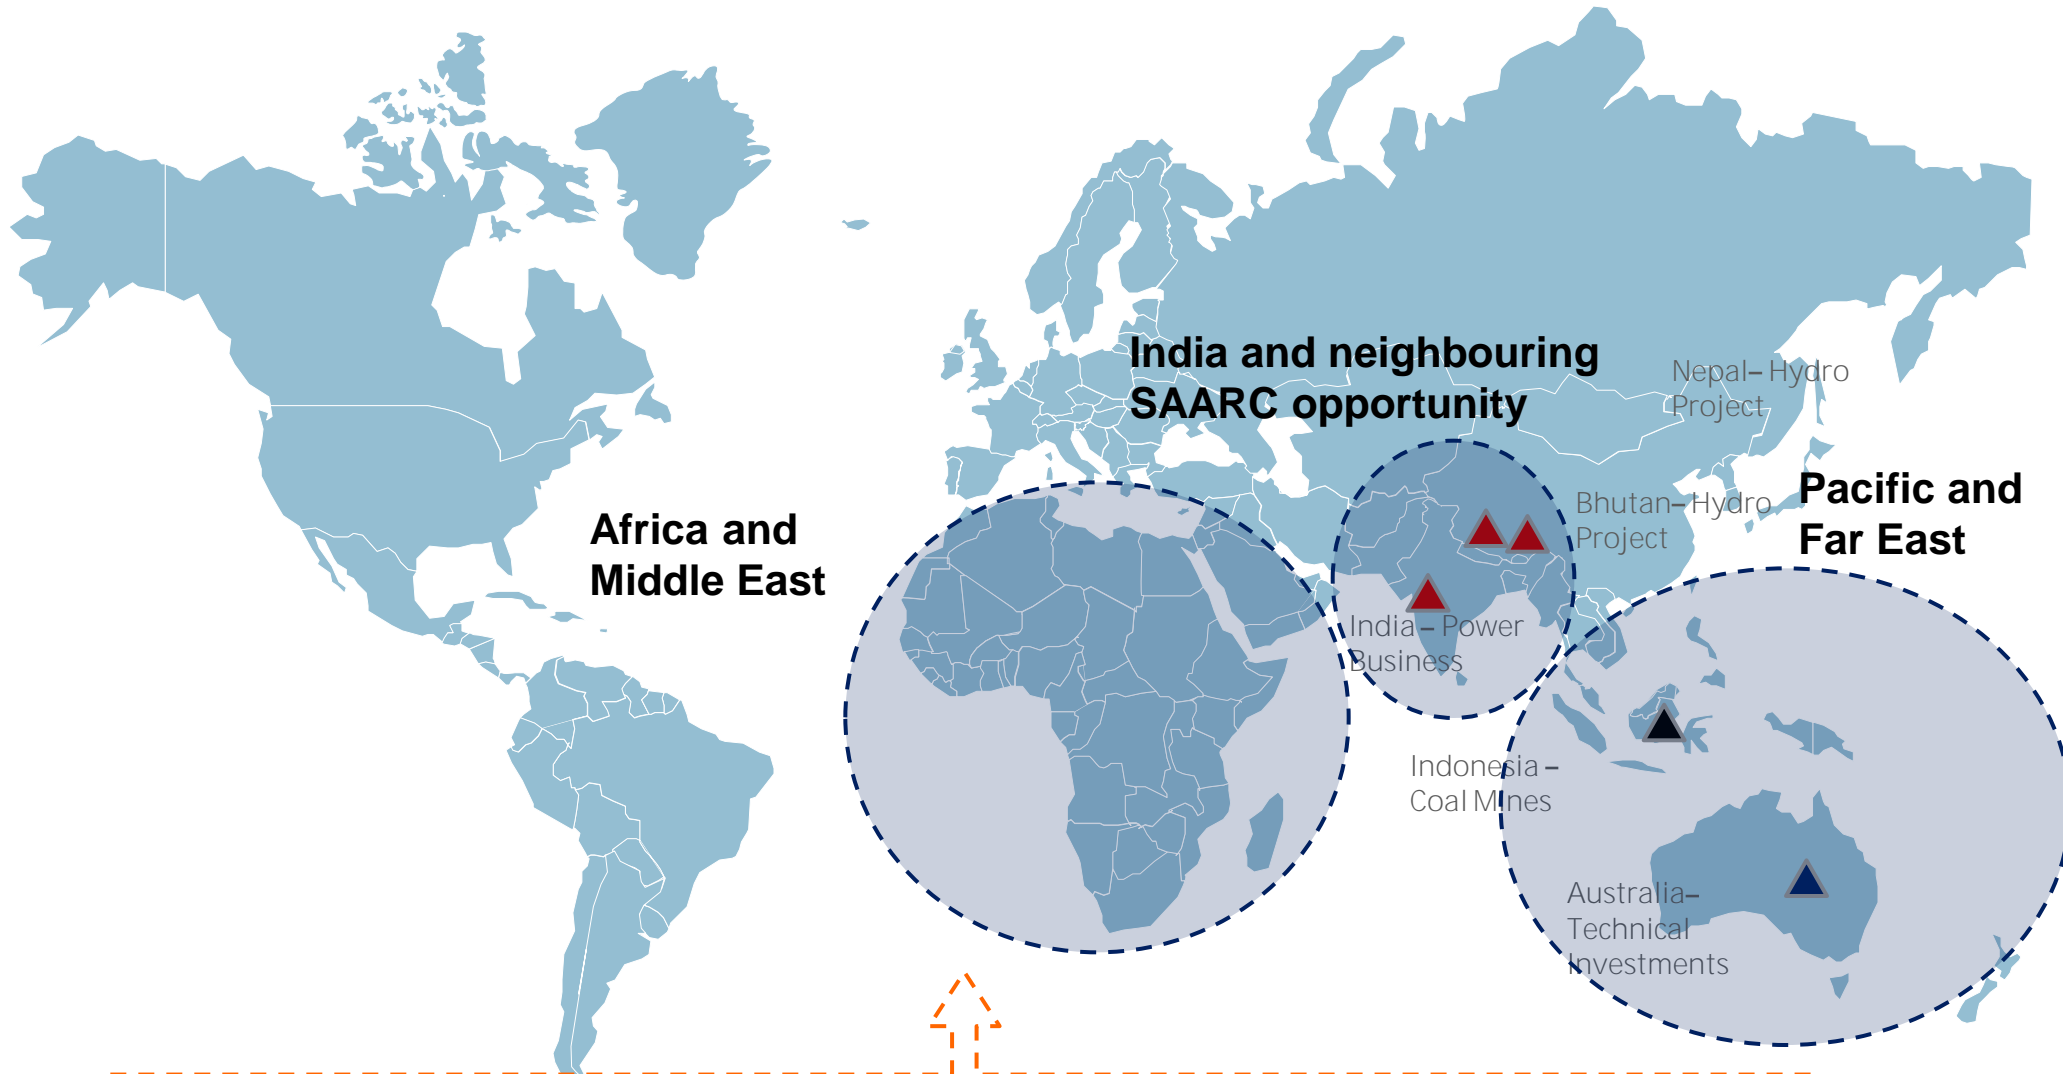 India and neighbouring
SAARC opportunity
Nepal– Hydro
Project
Africa and
Middle East
Bhutan– Hydro
Project
Pacific and
Far East
India – Power
Business
Indonesia –
Coal Mines
Australia–
Technical
Investments